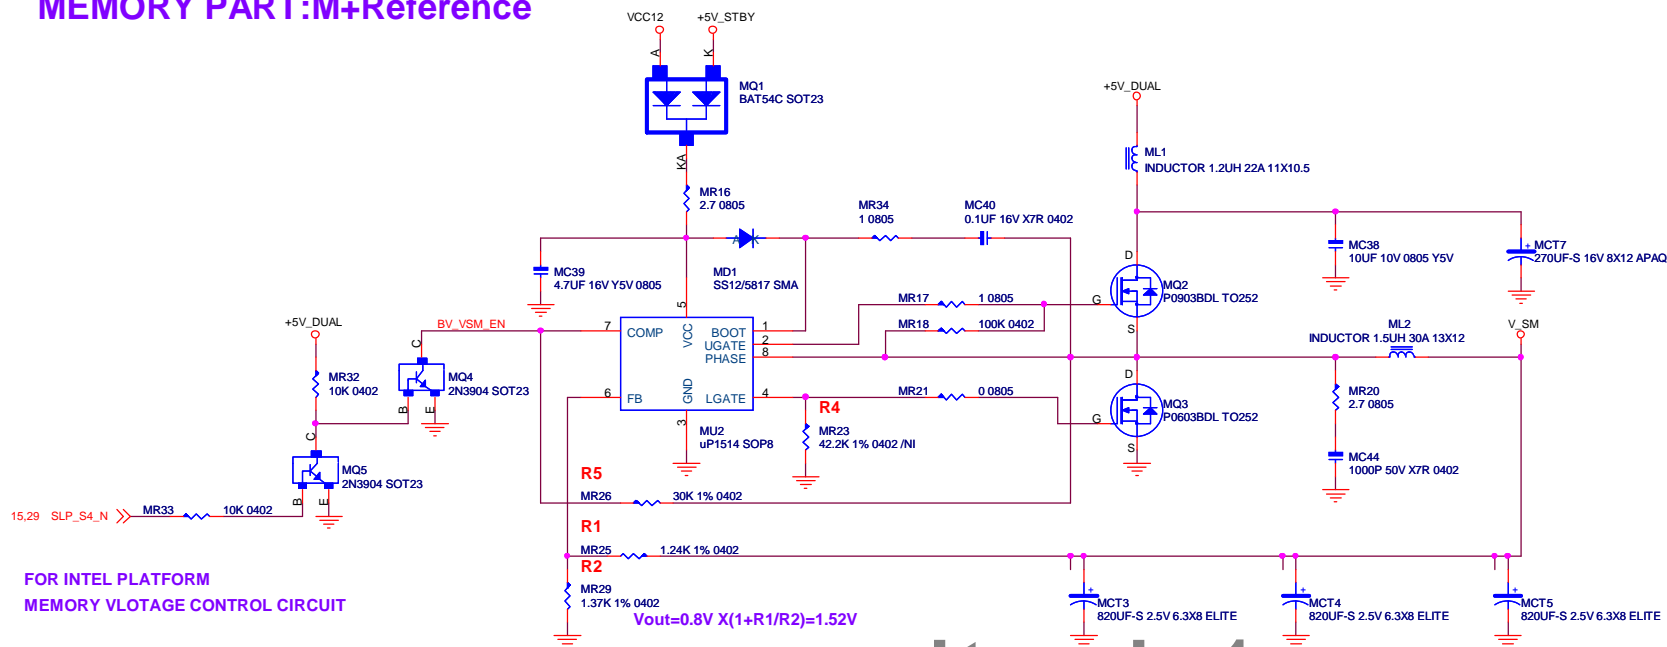 MEMORY PART:M+Reference
VCC12
+5V_STBY
A
K
MQ1
BAT54C SOT23
KA
MR16
2.7 0805
+5V_DUAL
ML1
INDUCTOR 1.2UH 22A 11X10.5
MR34
1 0805
MC40
0.1UF 16V X7R 0402
A K
MD1
SS12/5817 SMA
MC39
4.7UF 16V Y5V 0805
MC38
10UF 10V 0805 Y5V
+
MCT7
270UF-S 16V 8X12 APAQ
D
G
S
MQ2
P0903BDL TO252
MR17
1 0805
MR18
100K 0402
+5V_DUAL
BV_VSM_EN
7
COMP
5
VCC
BOOT
1
UGATE
2
PHASE
8
6
FB
GND
3
LGATE
4
MU2
uP1514 SOP8
ML2
INDUCTOR 1.5UH 30A 13X12
V_SM
MR32
10K 0402
C
B
E
MQ4
2N3904 SOT23
MR21
0 0805
R4
MR23
42.2K 1% 0402 /NI
D
G
S
MQ3
P0603BDL TO252
MR20
2.7 0805
MC44
1000P 50V X7R 0402
C
B
E
MQ5
2N3904 SOT23
15,29 SLP_S4_N
MR33
10K 0402
R5
MR26
30K 1% 0402
R1
MR25
1.24K 1% 0402
R2
MR29
1.37K 1% 0402
FOR INTEL PLATFORM
MEMORY VLOTAGE CONTROL CIRCUIT
Vout=0.8V X(1+R1/R2)=1.52V
+
MCT3
820UF-S 2.5V 6.3X8 ELITE
+
MCT4
820UF-S 2.5V 6.3X8 ELITE
+
MCT5
820UF-S 2.5V 6.3X8 ELITE